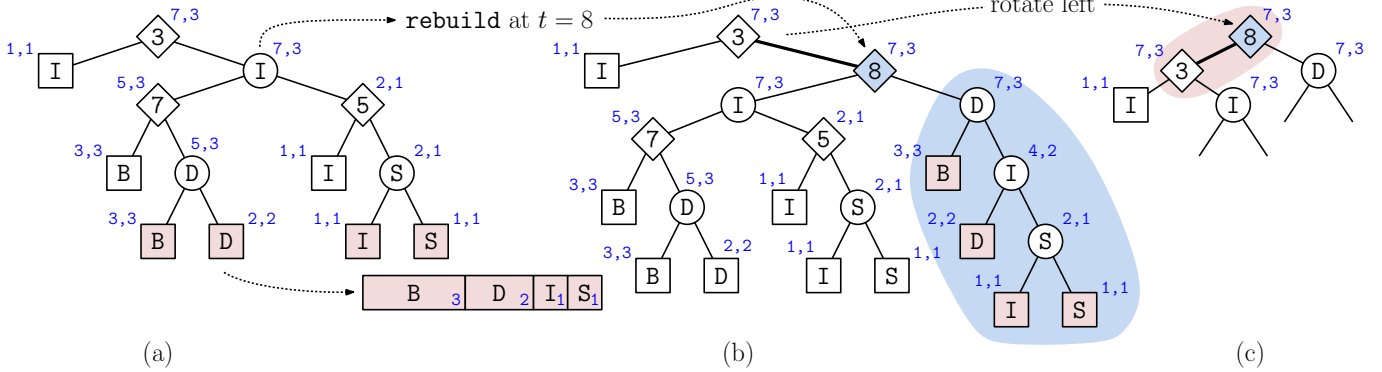 rebuild at t = 8
rotate left
7,3
3
1,1
I
7,3
I
5,3
7
2,1
5
3,3
B
5,3
D
1,1
I
2,1
S
3,3
B
2,2
D
1,1
I
1,1
S
B 3 D 2 I 1 S 1
(a)
7,3
3
1,1
I
7,3
8
7,3
I
7,3
D
5,3
7
2,1
5
3,3
B
4,2
I
3,3
B
5,3
D
1,1
I
2,1
S
2,2
D
2,1
S
3,3
B
2,2
D
1,1
I
1,1
S
1,1
I
1,1
S
(b)
7,3
8
7,3
3
7,3
D
1,1
I
7,3
I
(c)